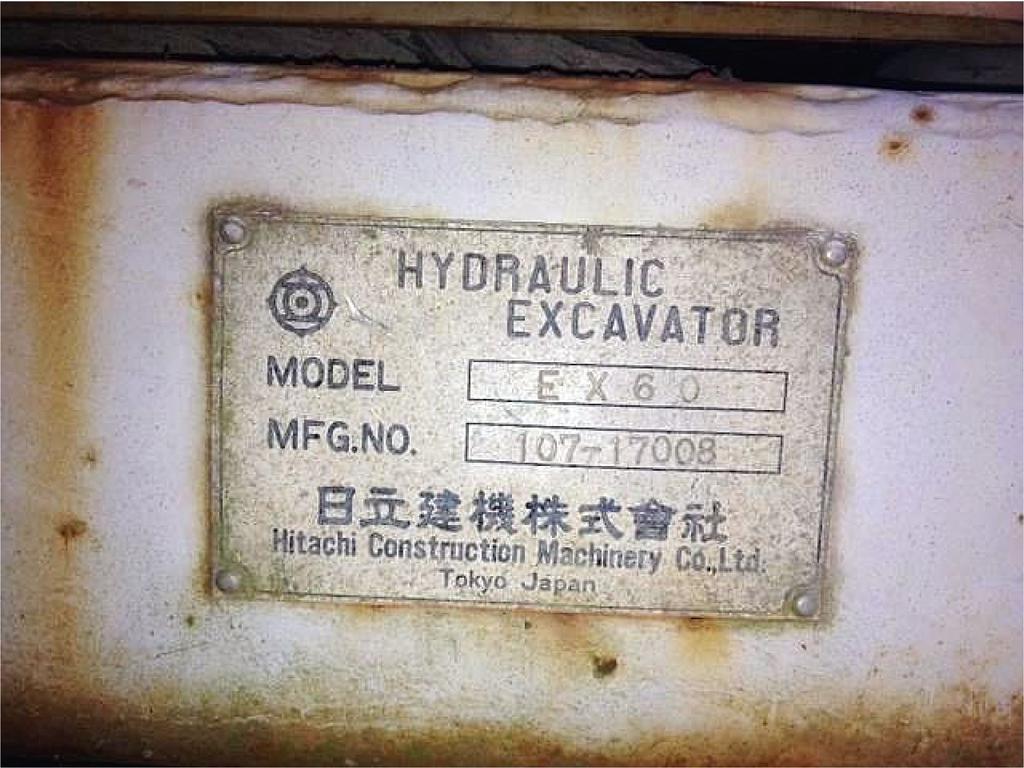 HYDRAULIC
EXCAVATOR
MODEL EX60
MFG.NO. 107-17008
日立建機株式會社
Hitachi Construction Machinery Co.,Ltd.
Tokyo Japan